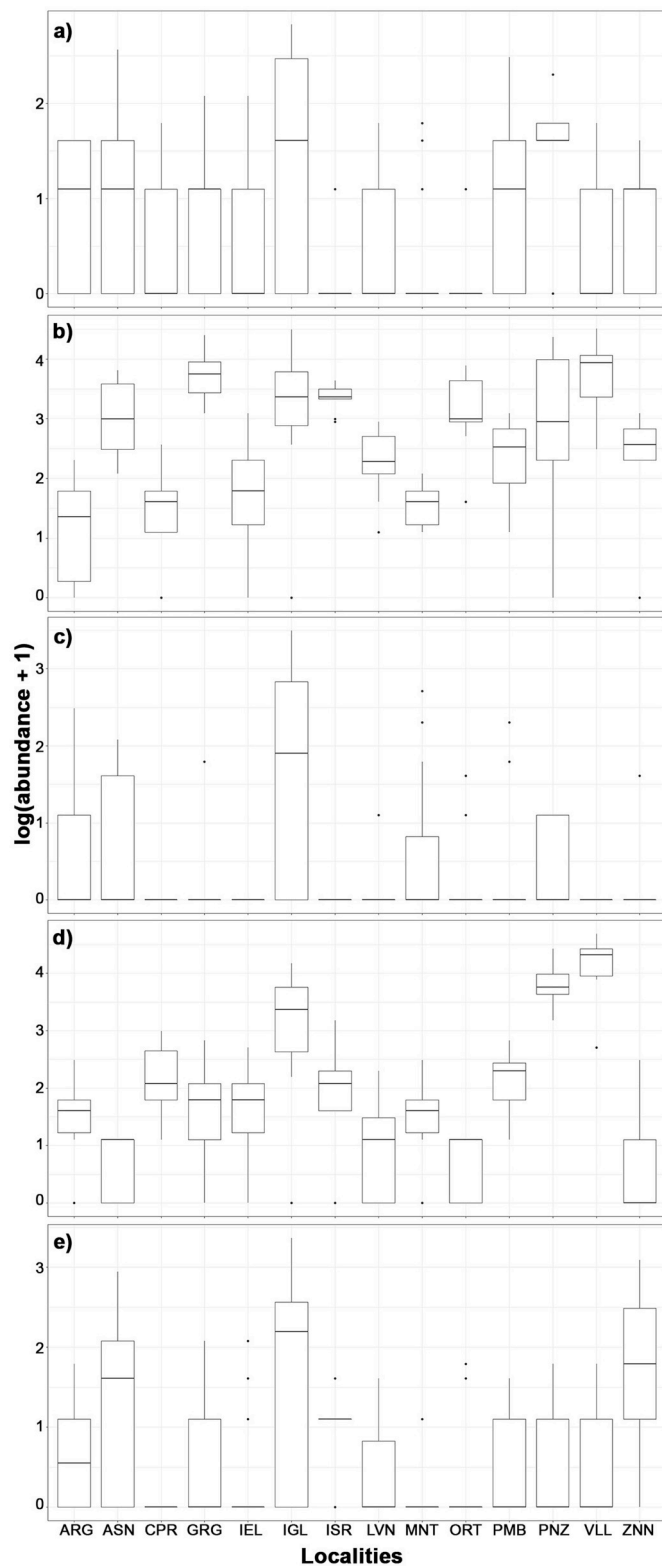 a)
2
1
0
b)
4
3
2
1
0
c)
3
2
1
0
log(abundance + 1)
d)
4
3
2
1
0
e)
3
2
1
0
ARG ASN CPR GRG IEL IGL ISR LVN MNT ORT PMB PNZ VLL ZNN
Localities